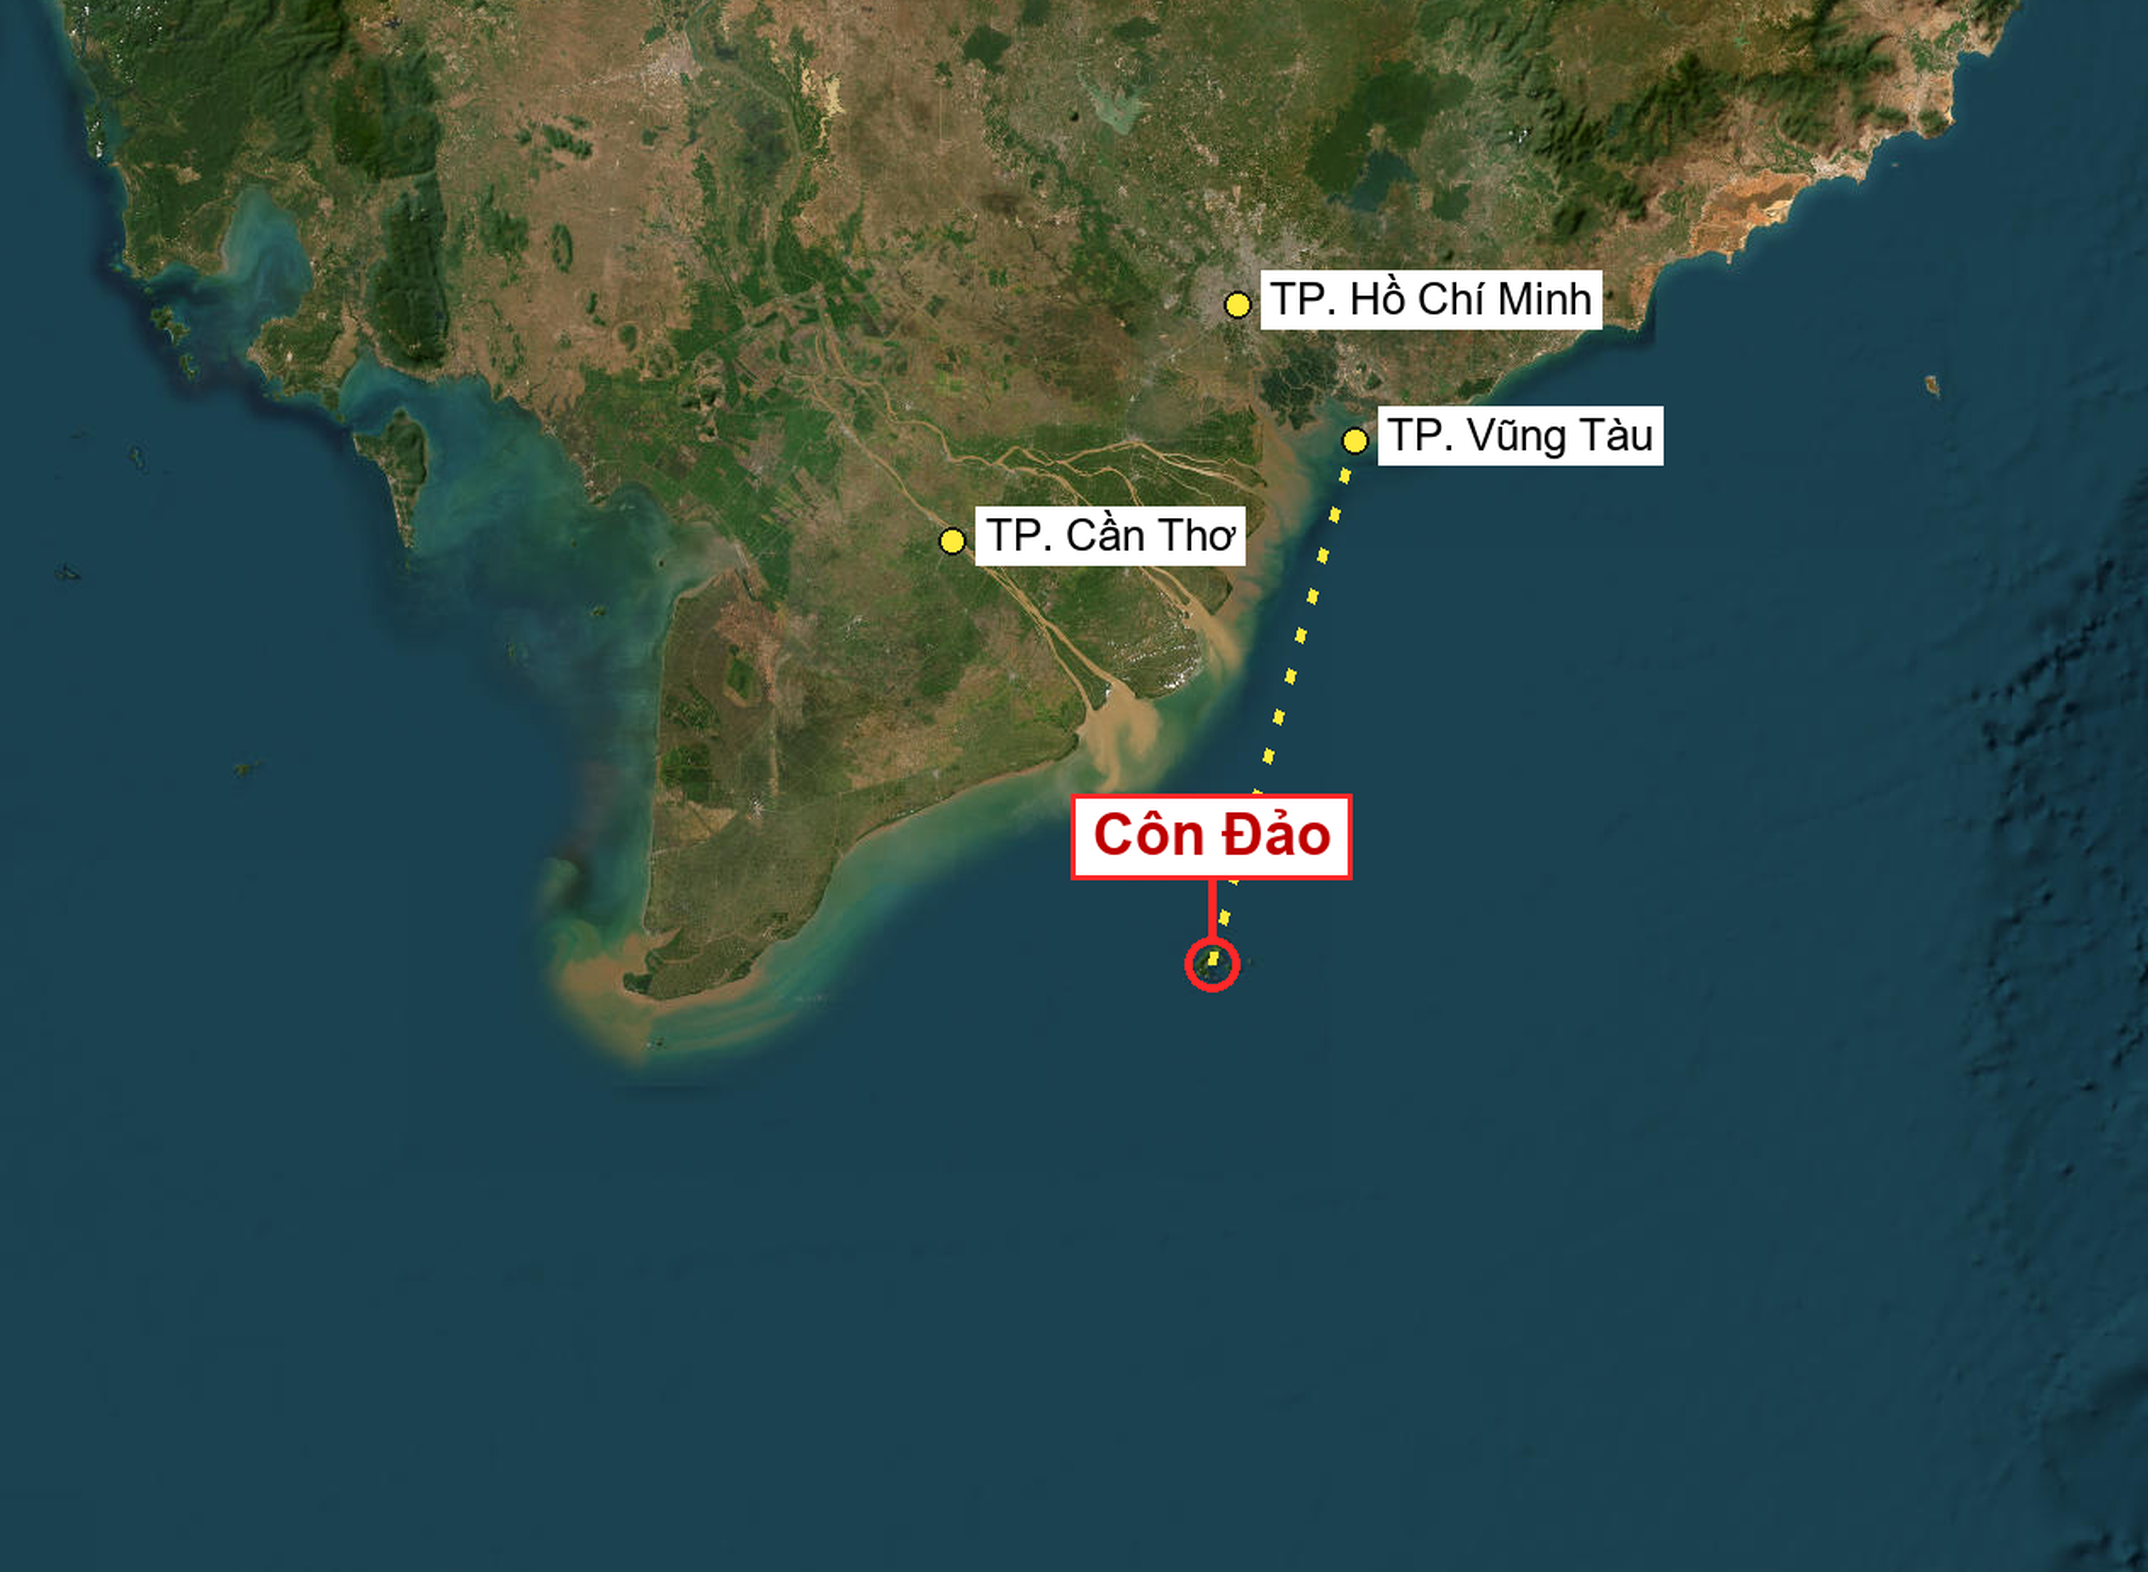 TP. Hồ Chí Minh
TP. Vũng Tàu
TP. Cần Thơ
Côn Đảo